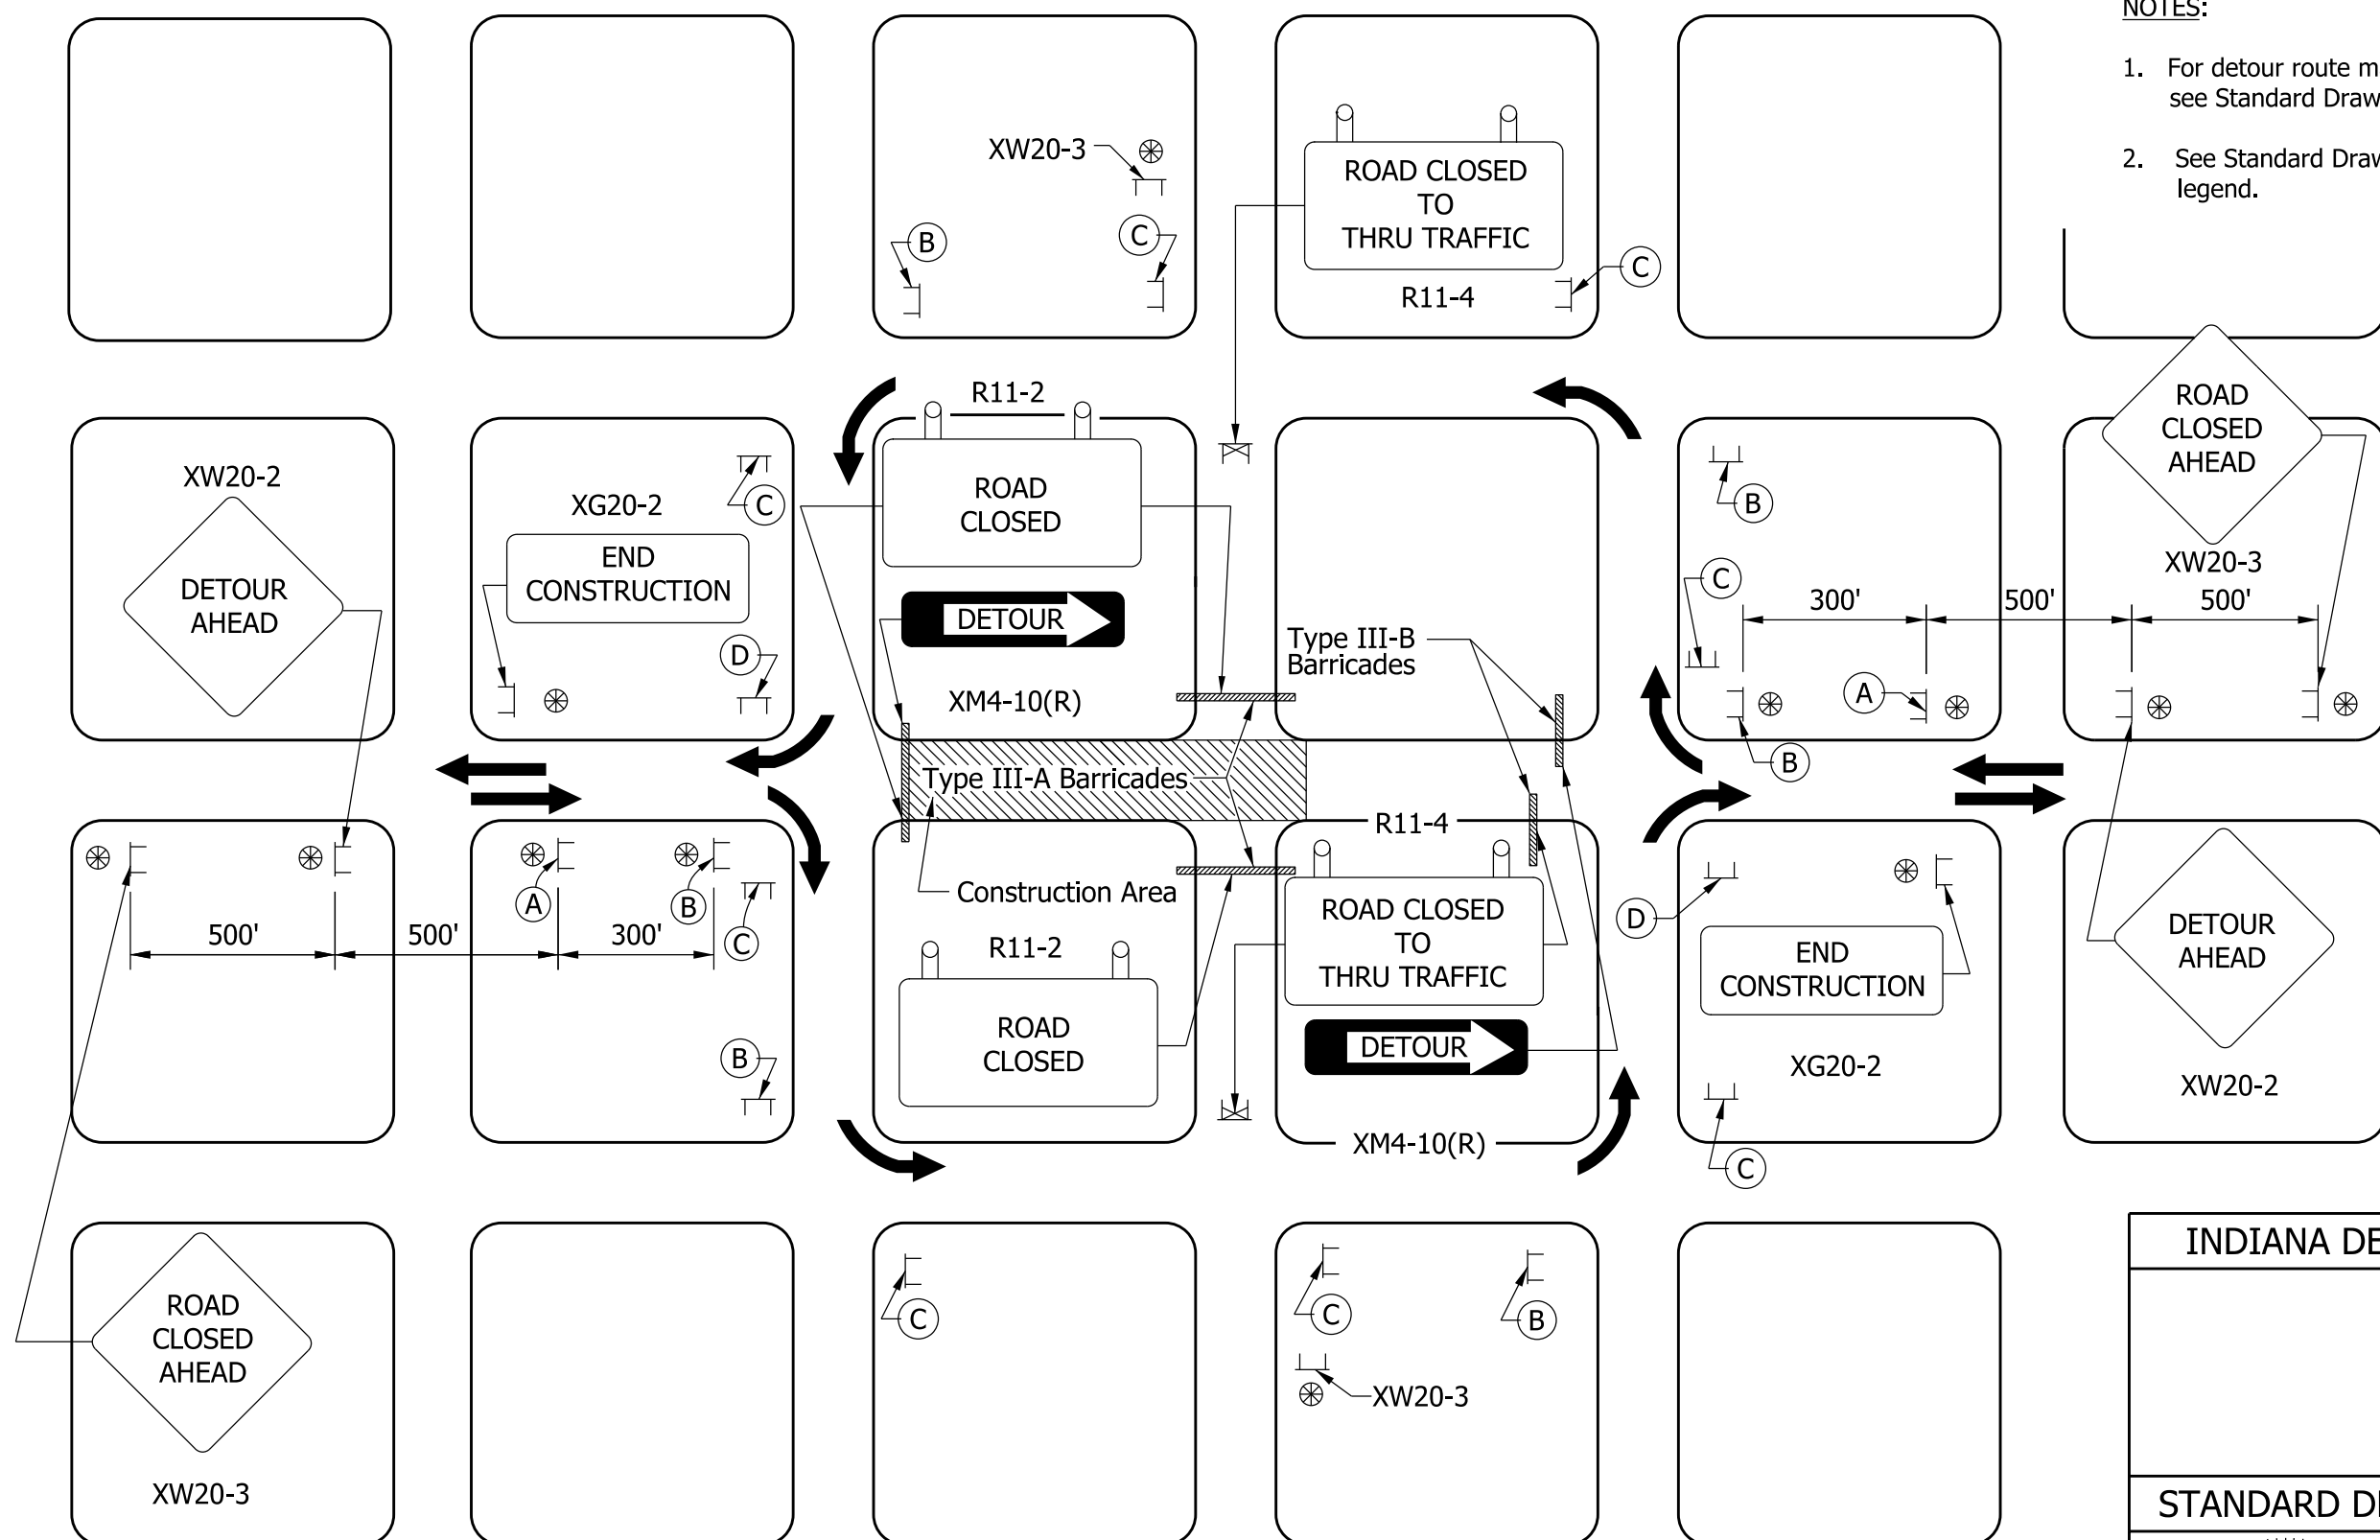 NOTES:
1. For detour route m
see Standard Draw
2. See Standard Draw
legend.
XW20-3
B
C
ROAD CLOSED
TO
THRU TRAFFIC
R11-4
C
XW20-2
DETOUR
AHEAD
XG20-2
C
END
CONSTRUCTION
D
R11-2
ROAD
CLOSED
DETOUR
XM4-10(R)
Type III-B
Barricades
B
C
300'
500'
500'
A
B
ROAD
CLOSED
AHEAD
XW20-3
Type III-A Barricades
Construction Area
500'
500'
300'
A
B
C
B
R11-2
ROAD
CLOSED
R11-4
ROAD CLOSED
TO
THRU TRAFFIC
DETOUR
XM4-10(R)
D
END
CONSTRUCTION
XG20-2
C
DETOUR
AHEAD
XW20-2
ROAD
CLOSED
AHEAD
XW20-3
C
C
B
XW20-3
INDIANA DE
STANDARD D